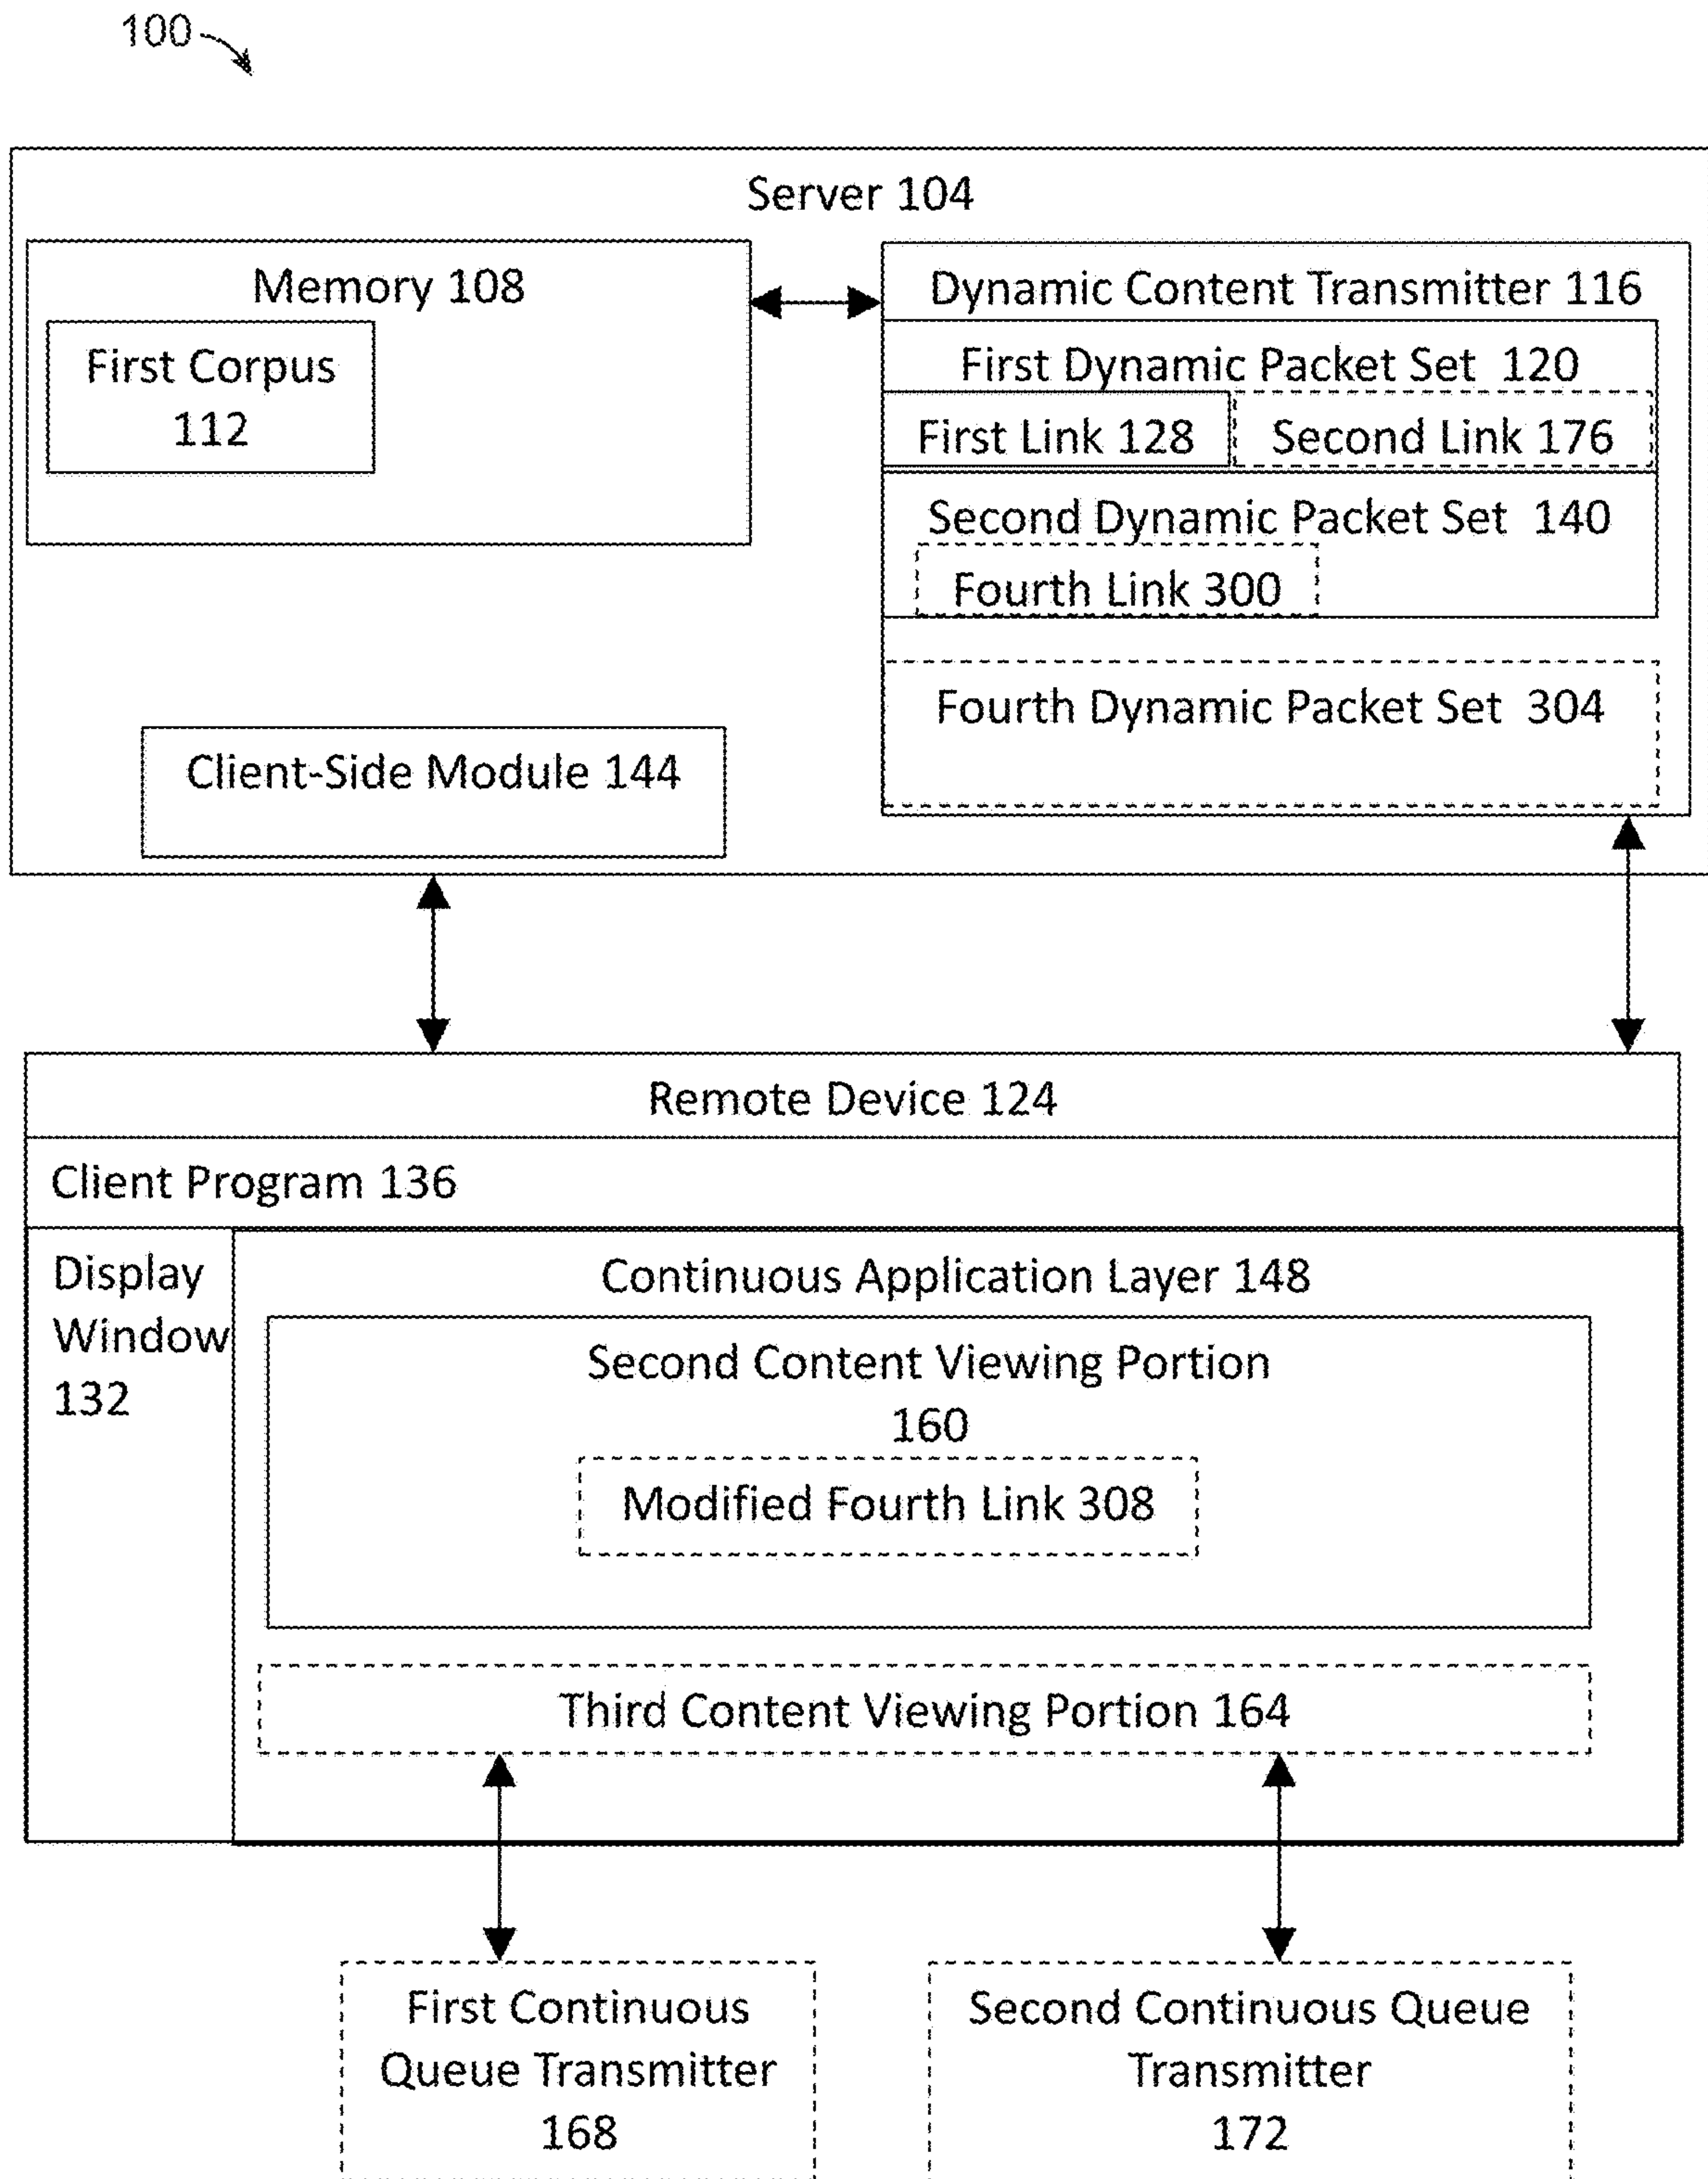 100
Server 104
Memory 108
First Corpus
112
Dynamic Content Transmitter 116
First Dynamic Packet Set 120
First Link 128
Second Link 176
Second Dynamic Packet Set 140
Fourth Link 300
Fourth Dynamic Packet Set 304
Client-Side Module 144
Remote Device 124
Client Program 136
Display
Window
132
Continuous Application Layer 148
Second Content Viewing Portion
160
Modified Fourth Link 308
Third Content Viewing Portion 164
First Continuous
Queue Transmitter
168
Second Continuous Queue
Transmitter
172